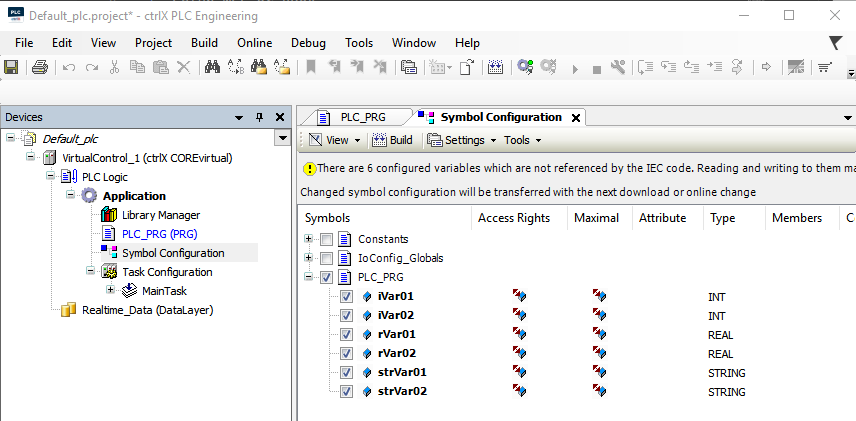 Default_plc.project* - ctrlX PLC Engineering
File Edit View Project Build Online Debug Tools Window Help
Devices
Default_plc
VirtualControl_1 (ctrlX COREvirtual)
PLC Logic
Application
Library Manager
PLC_PRG (PRG)
Symbol Configuration
Task Configuration
MainTask
Realtime_Data (DataLayer)
PLC_PRG Symbol Configuration
View Build Settings Tools
There are 6 configured variables which are not referenced by the IEC code. Reading and writing to them ma
Changed symbol configuration will be transferred with the next download or online change
Symbols Access Rights Maximal Attribute Type Members C
Constants
IoConfig_Globals
PLC_PRG
iVar01 INT
iVar02 INT
rVar01 REAL
rVar02 REAL
strVar01 STRING
strVar02 STRING